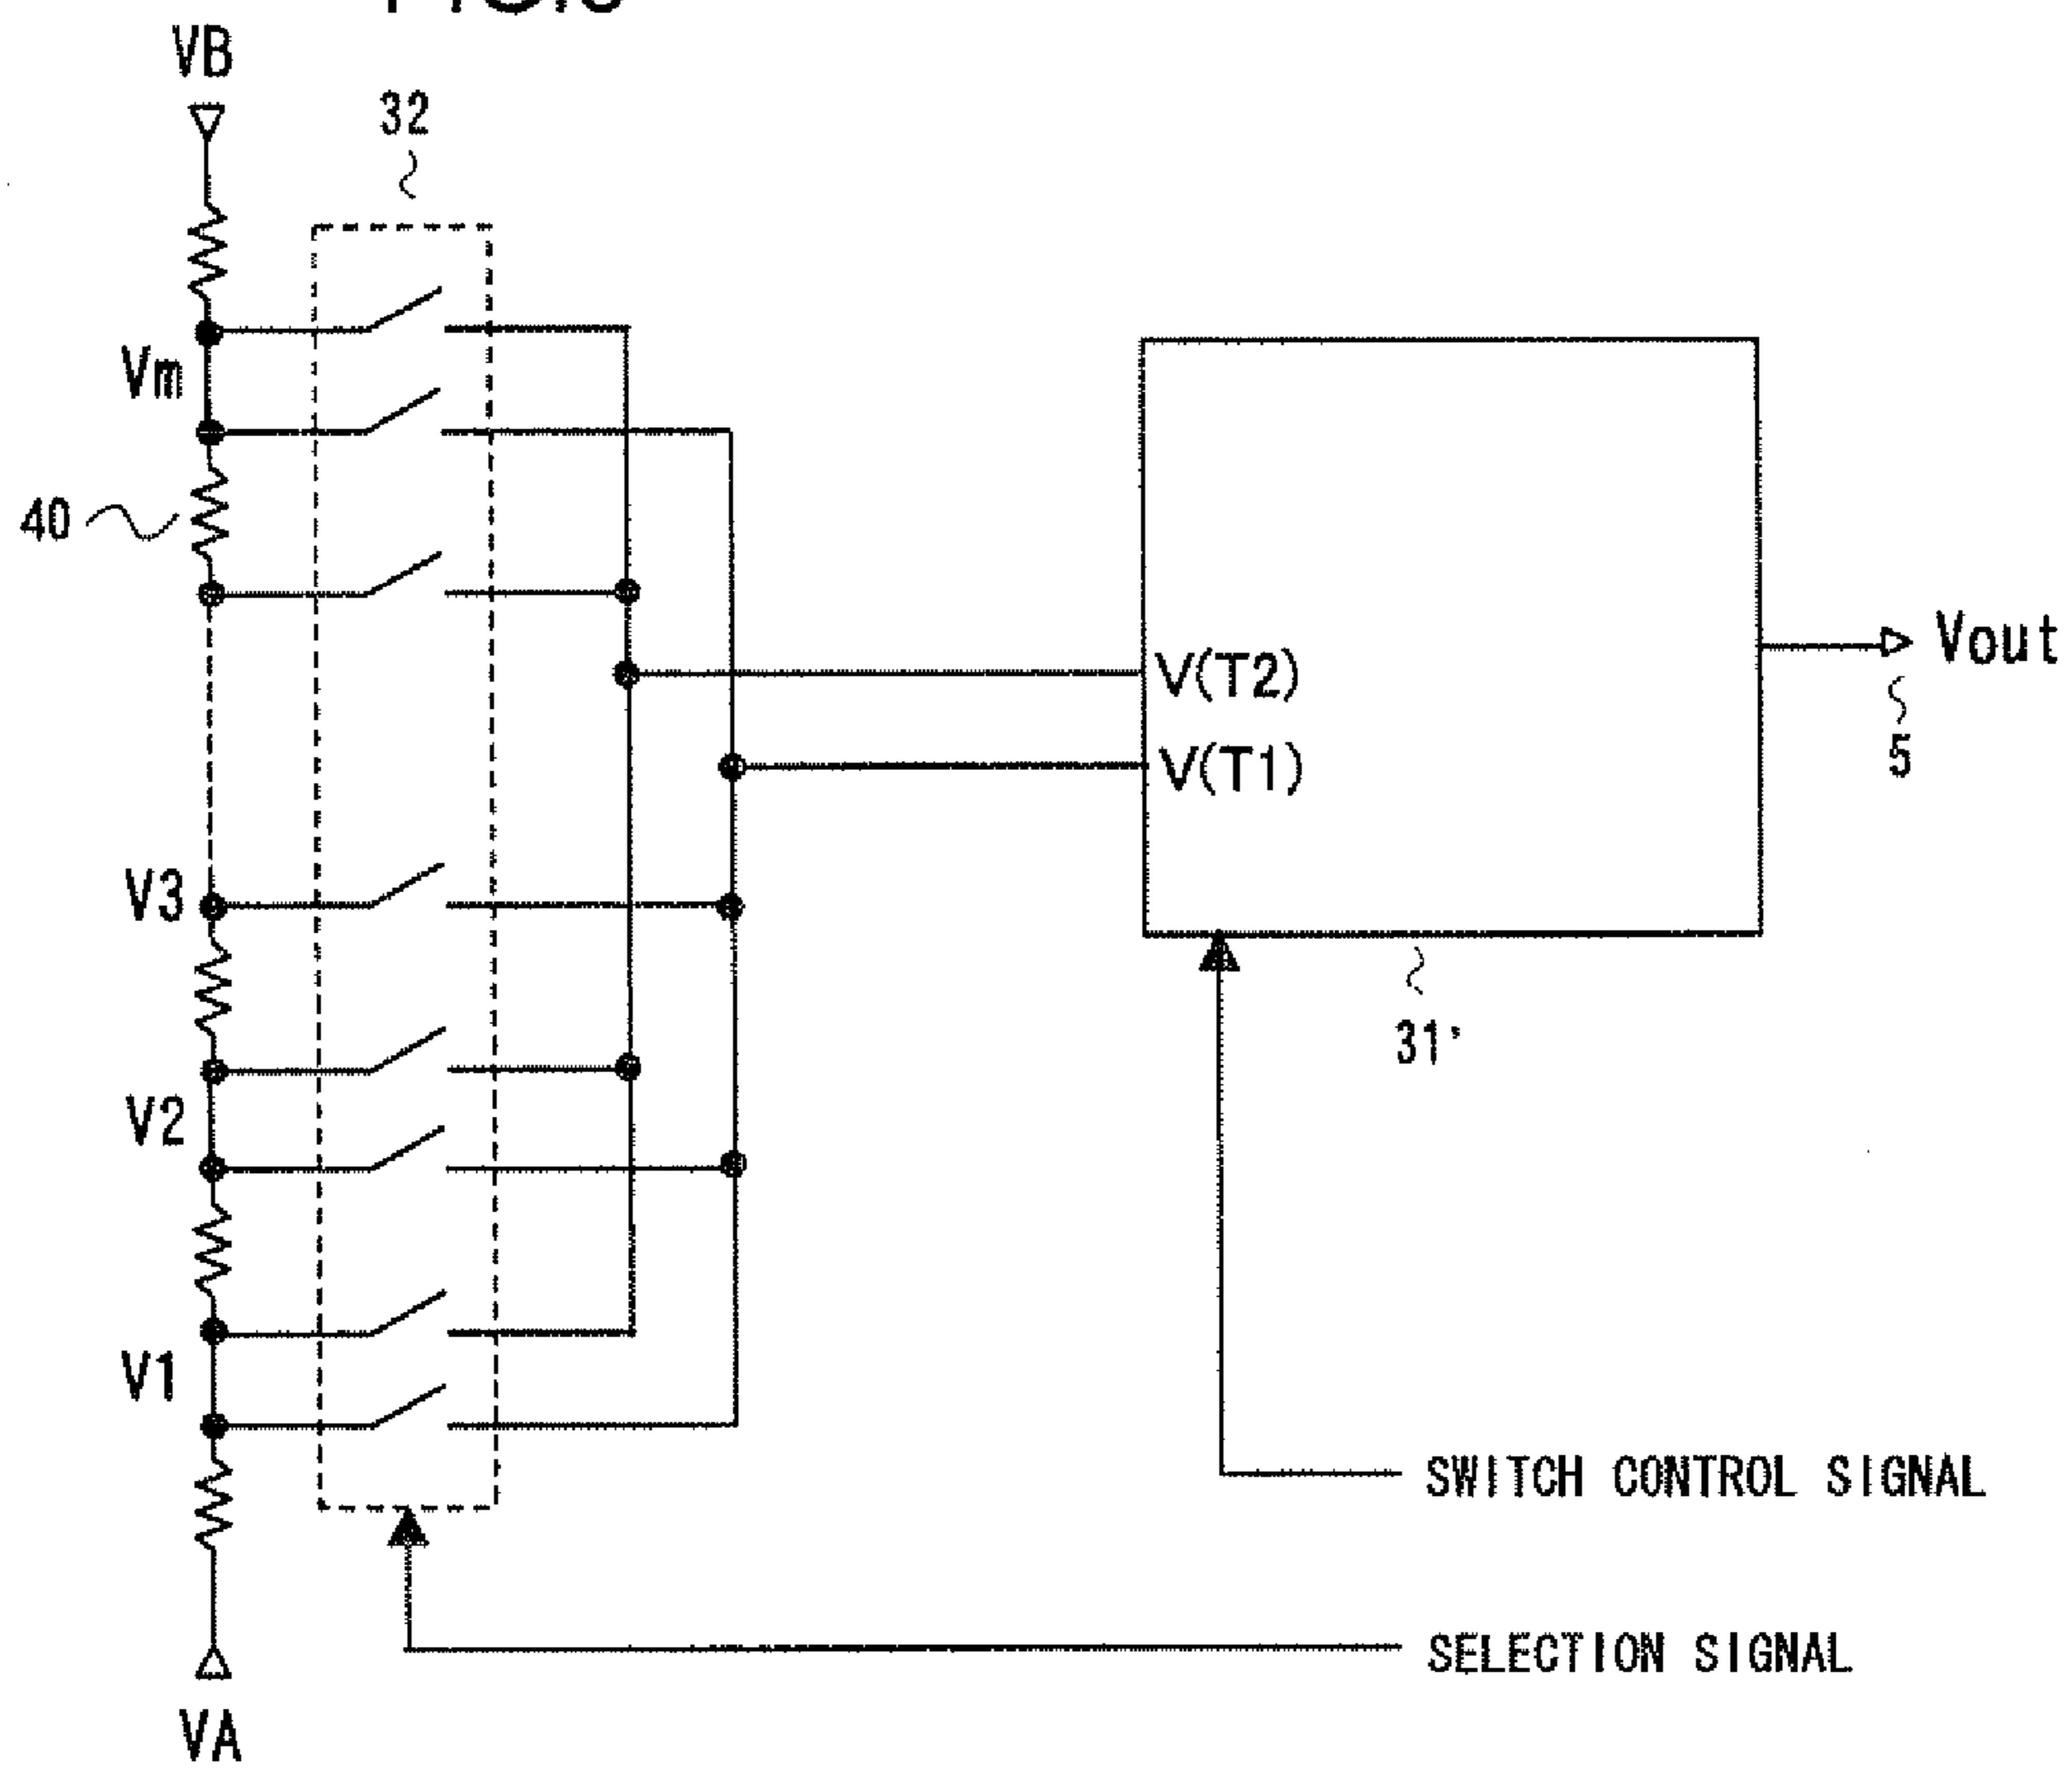 VB
32
Vm
40
V(T2)
Vout
V(T1)
5
V3
31'
V2
V1
SWITCH CONTROL SIGNAL
SELECTION SIGNAL
VA